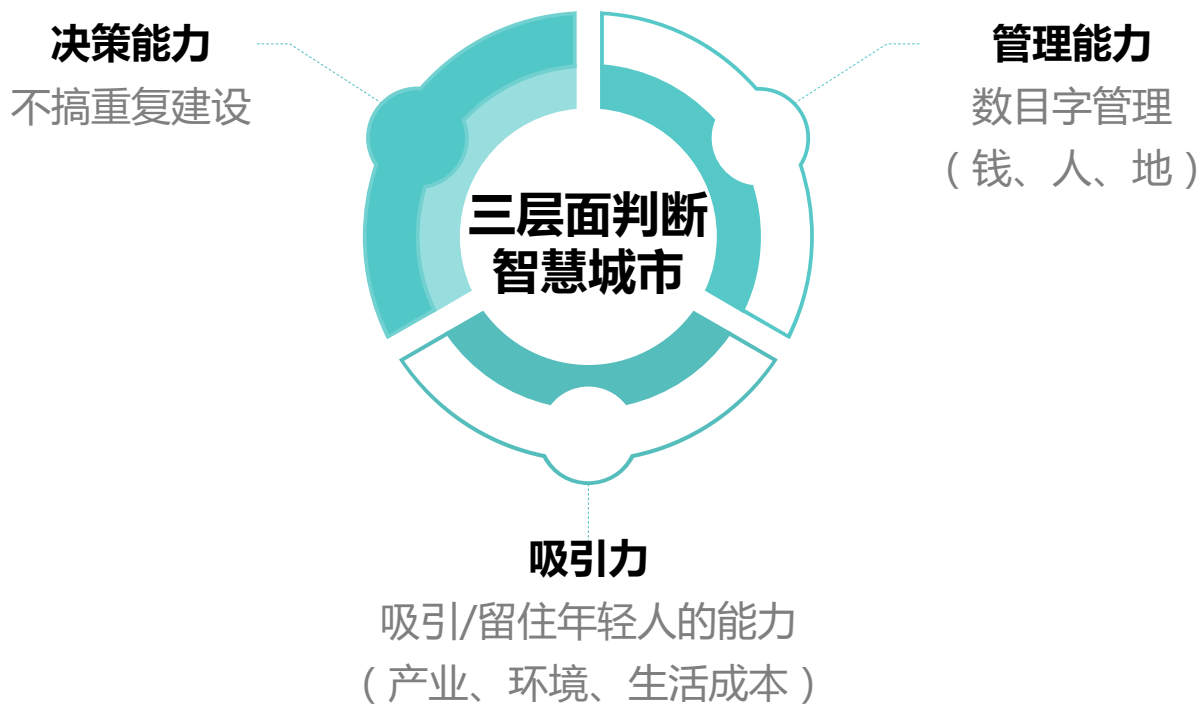 决策能力
不搞重复建设
管理能力
数目字管理
（钱、人、地）
三层面判断
智慧城市
吸引力
吸引/留住年轻人的能力
（产业、环境、生活成本）